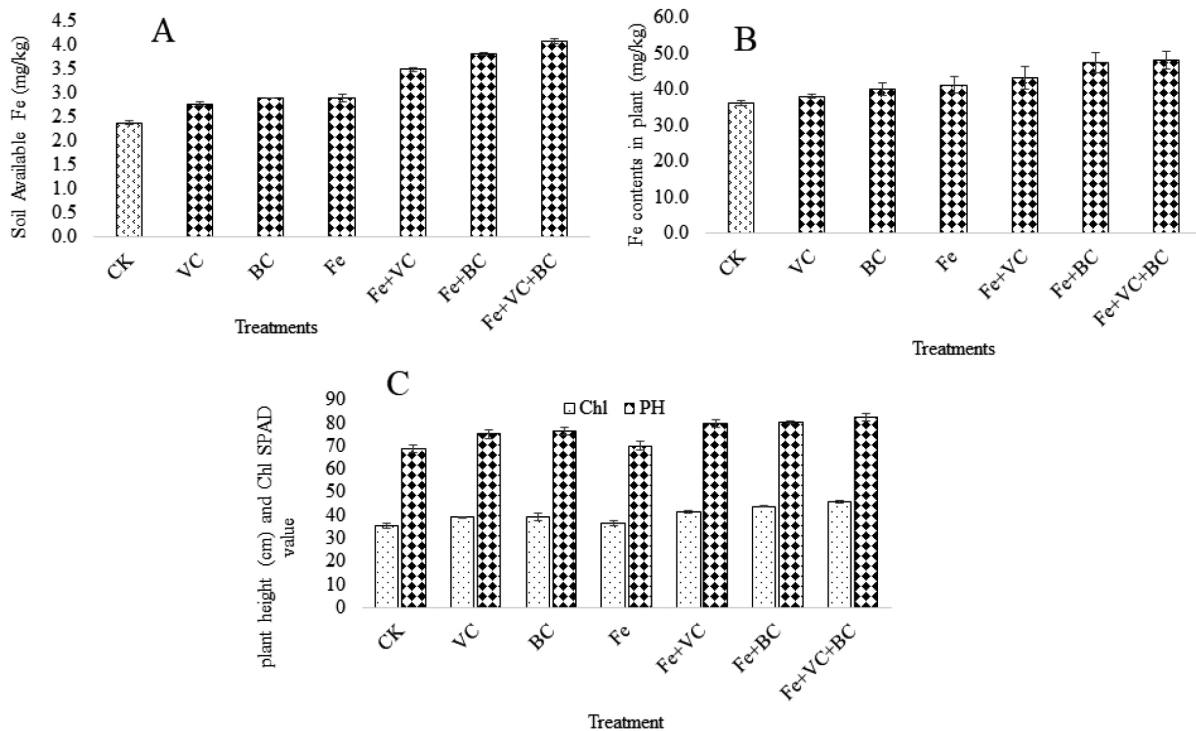 A
Soil Available Fe (mg/kg)
4.5
4.0
3.5
3.0
2.5
2.0
1.5
1.0
0.5
0.0
CK
VC
BC
Fe
Fe+VC
Fe+BC
Fe+VC+BC
Treatments
B
Fe contents in plant (mg/kg)
60.0
50.0
40.0
30.0
20.0
10.0
0.0
CK
VC
BC
Fe
Fe+VC
Fe+BC
Fe+VC+BC
Treatments
C
Chl PH
plant height (cm) and Chl SPAD
value
90
80
70
60
50
40
30
20
10
0
CK
VC
BC
Fe
Fe+VC
Fe+BC
Fe+VC+BC
Treatment